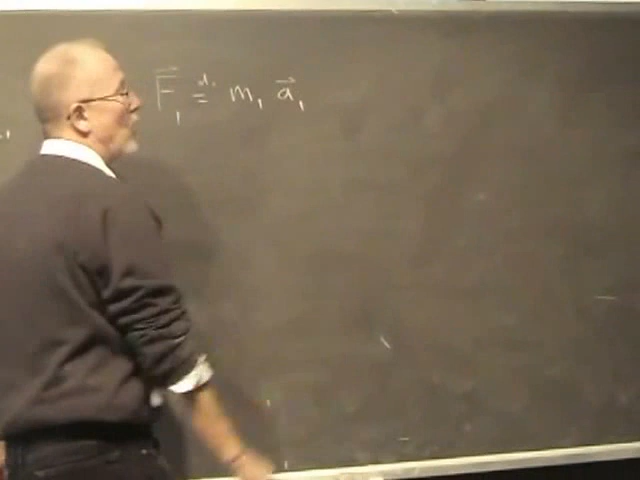 F⃗₁ = m₁ a⃗₁